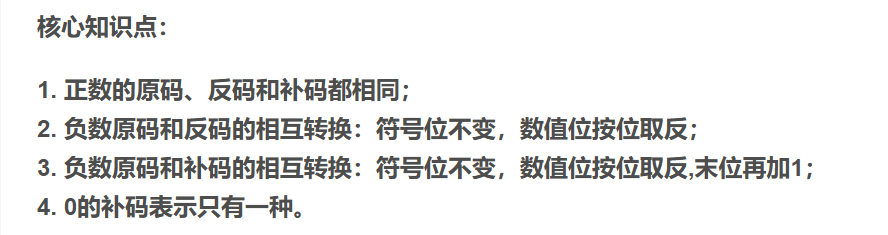 核心知识点：
1. 正数的原码、反码和补码都相同；
2. 负数原码和反码的相互转换：符号位不变，数值位按位取反；
3. 负数原码和补码的相互转换：符号位不变，数值位按位取反,末位再加1；
4. 0的补码表示只有一种。